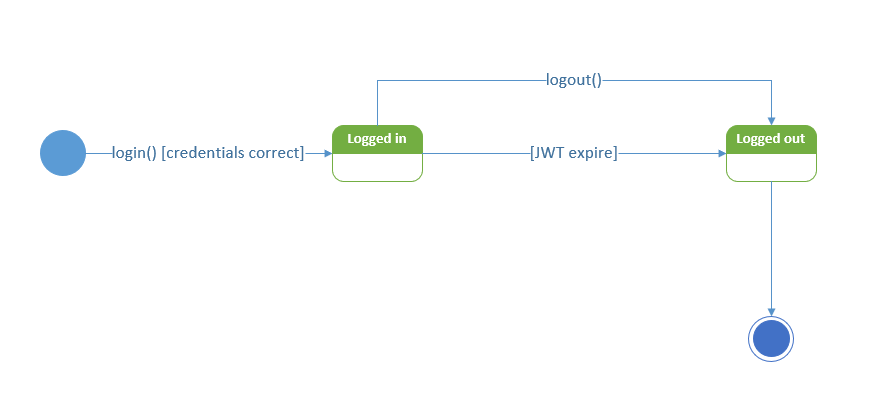 logout()
login() [credentials correct]
Logged in
[JWT expire]
Logged out